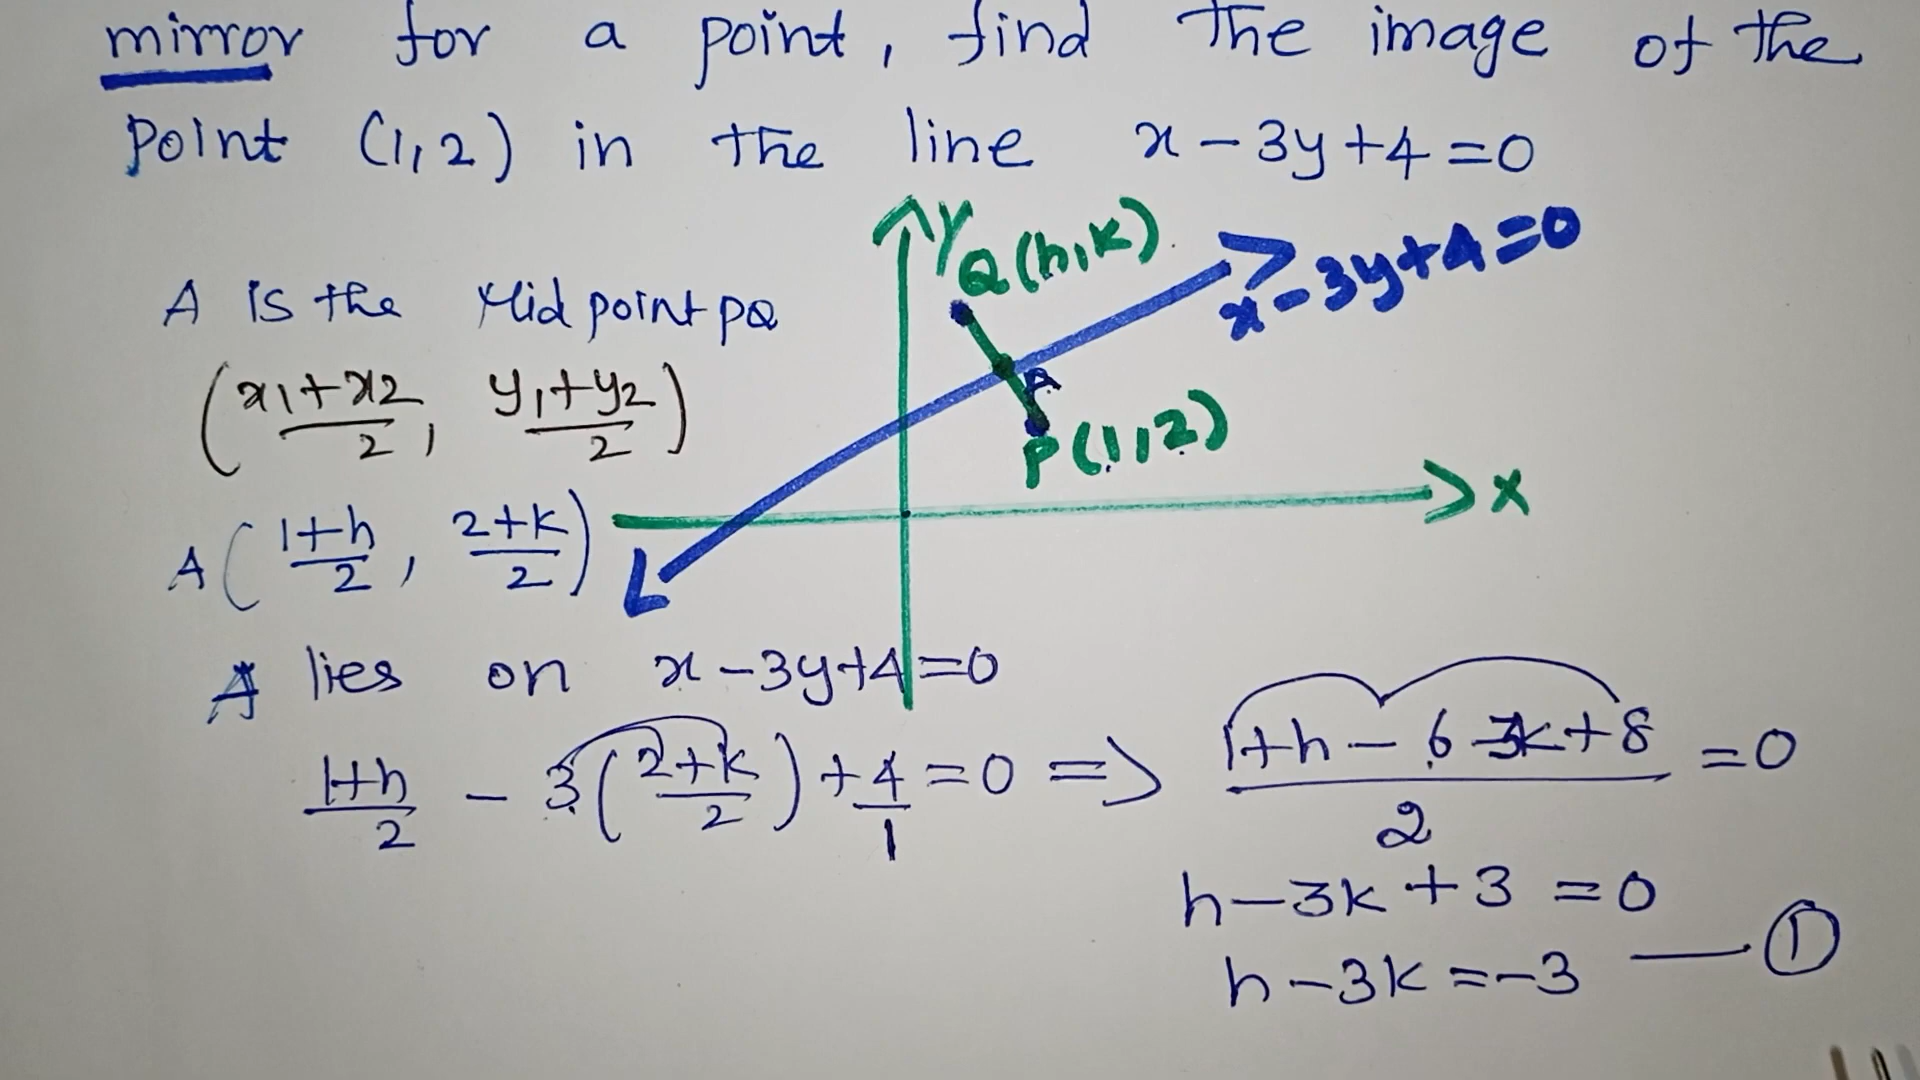 mirror for a point, find The image of the
point (1,2) in the line x-3y+4=0
Y
Q(h,k)
x-3y+4=0
A is the Midpoint PQ
(x1+x2/2, y1+y2/2)
A
P(1,2)
X
A(1+h/2, 2+k/2)
A lies on x-3y+4=0
1+h/2 - 3(2+k/2)+4/1=0 => 1+h-6-3k+8/2=0
h-3k+3=0
h-3k=-3 — ①